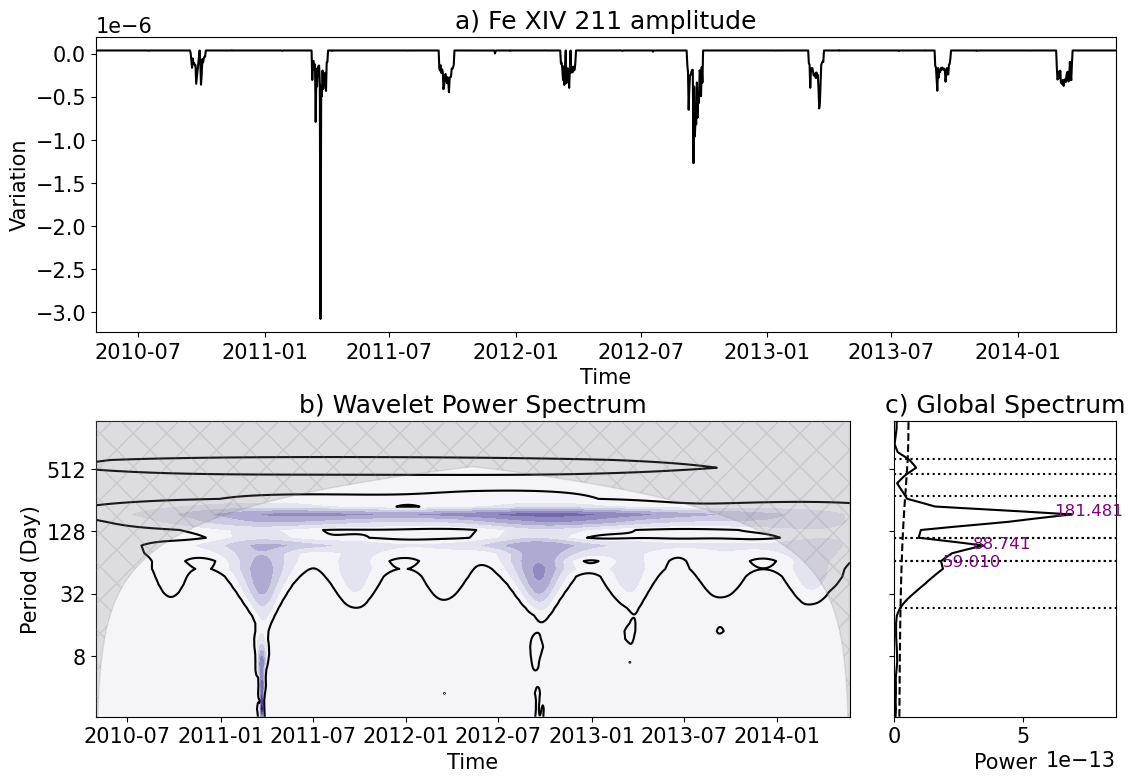 a) Fe XIV 211 amplitude
1e−6
0.0
−0.5
−1.0
−1.5
−2.0
−2.5
−3.0
Variation
2010-07 2011-01 2011-07 2012-01 2012-07 2013-01 2013-07 2014-01
Time
b) Wavelet Power Spectrum
512
128
32
8
Period (Day)
2010-07 2011-01 2011-07 2012-01 2012-07 2013-01 2013-07 2014-01
Time
c) Global Spectrum
181.481
88.741
59.010
0 5
Power 1e−13